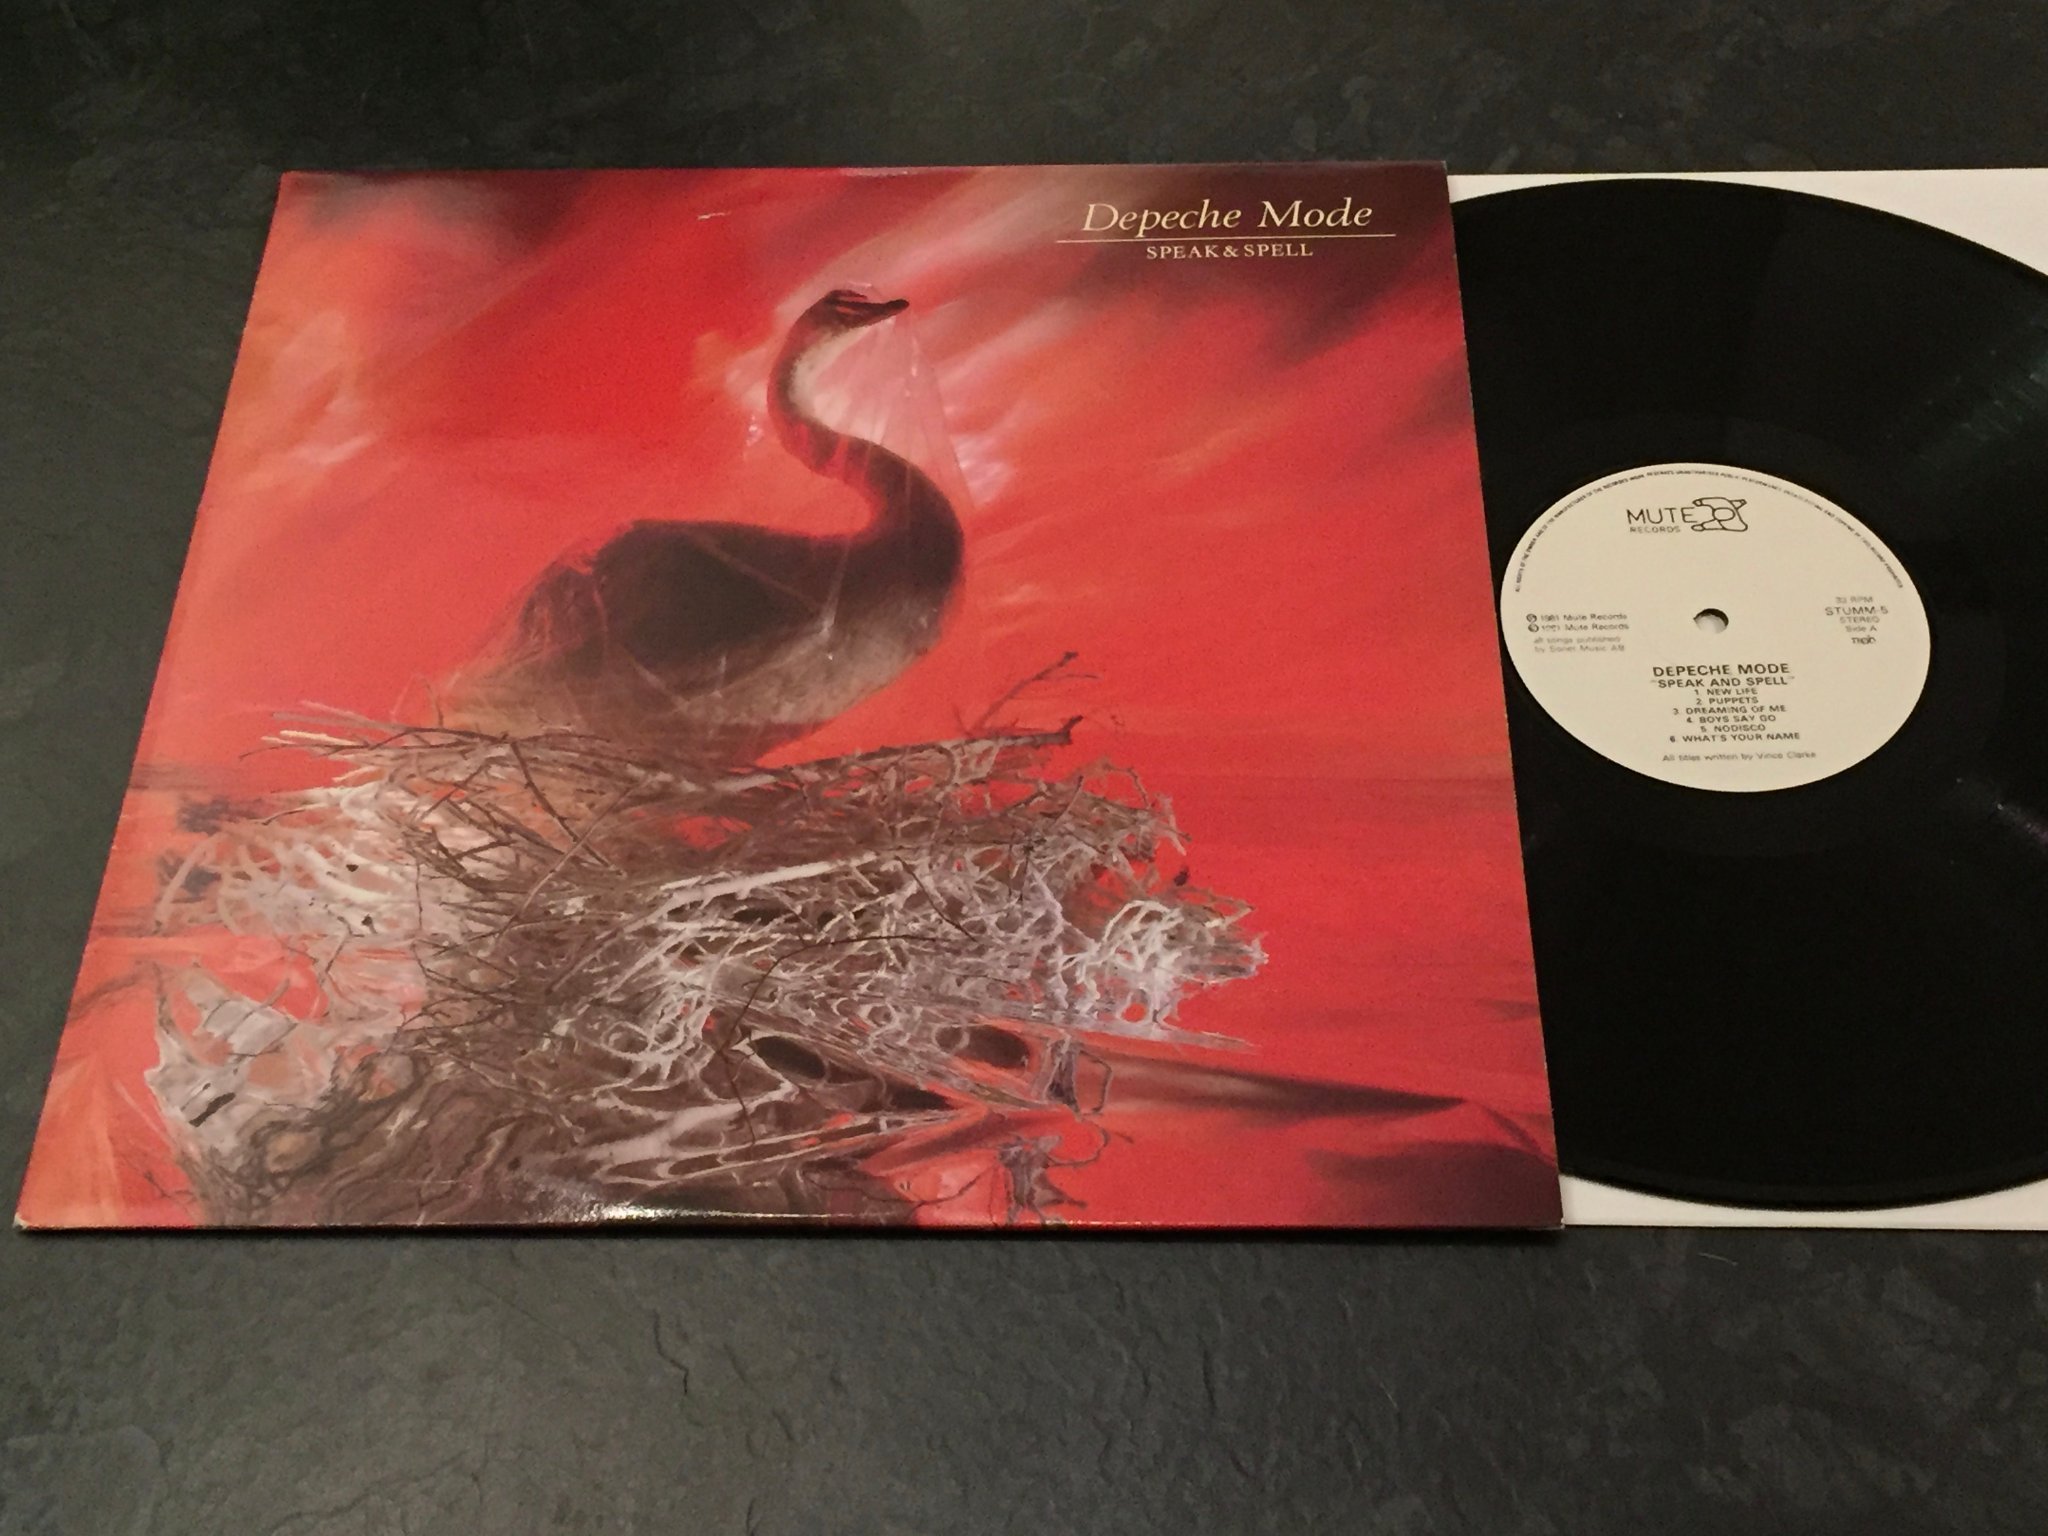 Depeche Mode
SPEAK & SPELL
MUTE
RECORDS
℗ 1981 Mute Records
© 1981 Mute Records
all songs published
by Sonet Music AB
33 RPM
STUMM-5
STEREO
Side A
ncb
DEPECHE MODE
"SPEAK AND SPELL"
1. NEW LIFE
2. PUPPETS
3. DREAMING OF ME
4. BOYS SAY GO
5. NODISCO
6. WHAT'S YOUR NAME
All titles written by Vince Clarke